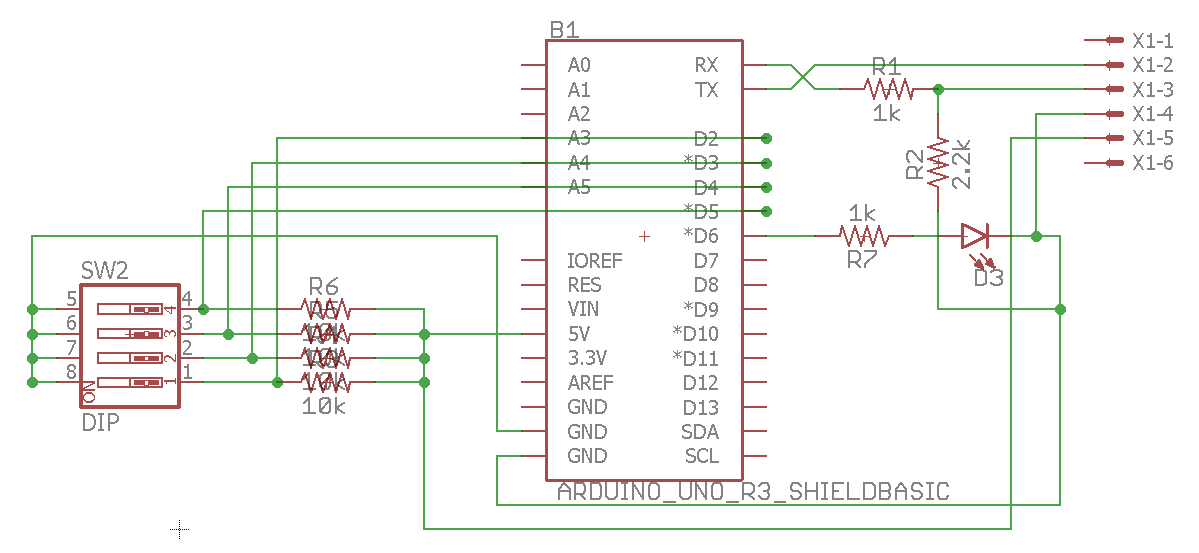 B1
A0 RX
A1 TX
A2
A3 D2
A4 *D3
A5 D4
*D5
*D6
IOREF D7
RES D8
VIN *D9
5V *D10
3.3V *D11
AREF D12
GND D13
GND SDA
GND SCL
ARDUINO_UNO_R3_SHIELDBASIC
R1
1k
R2
2.2k
1k
R7
D3
X1-1
X1-2
X1-3
X1-4
X1-5
X1-6
SW2
5 4 4
6 3 3
7 2 2
8 1 1
ON
DIP
R6
10k